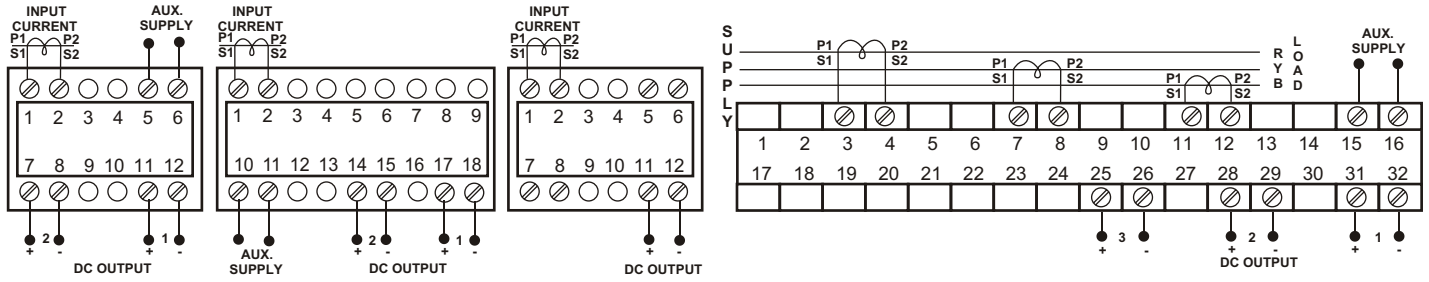 INPUT
CURRENT
P1 P2
S1 S2
AUX.
SUPPLY
1 2 3 4 5 6
7 8 9 10 11 12
+ 2 - + 1 -
DC OUTPUT
INPUT
CURRENT
P1 P2
S1 S2
1 2 3 4 5 6 7 8 9
10 11 12 13 14 15 16 17 18
+ 2 - + 1 -
AUX.
SUPPLY
DC OUTPUT
INPUT
CURRENT
P1 P2
S1 S2
1 2 3 4 5 6
7 8 9 10 11 12
+ -
DC OUTPUT
SUPPLY
P1 P2
S1 S2
P1 P2
S1 S2
P1 P2
S1 S2
R
Y
B
LOAD
AUX.
SUPPLY
1 2 3 4 5 6 7 8 9 10 11 12 13 14 15 16
17 18 19 20 21 22 23 24 25 26 27 28 29 30 31 32
+ 3 - + 2 - + 1 -
DC OUTPUT